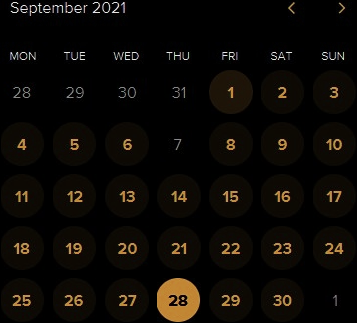 September 2021
MON TUE WED THU FRI SAT SUN
28 29 30 31 1 2 3
4 5 6 7 8 9 10
11 12 13 14 15 16 17
18 19 20 21 22 23 24
25 26 27 28 29 30 1